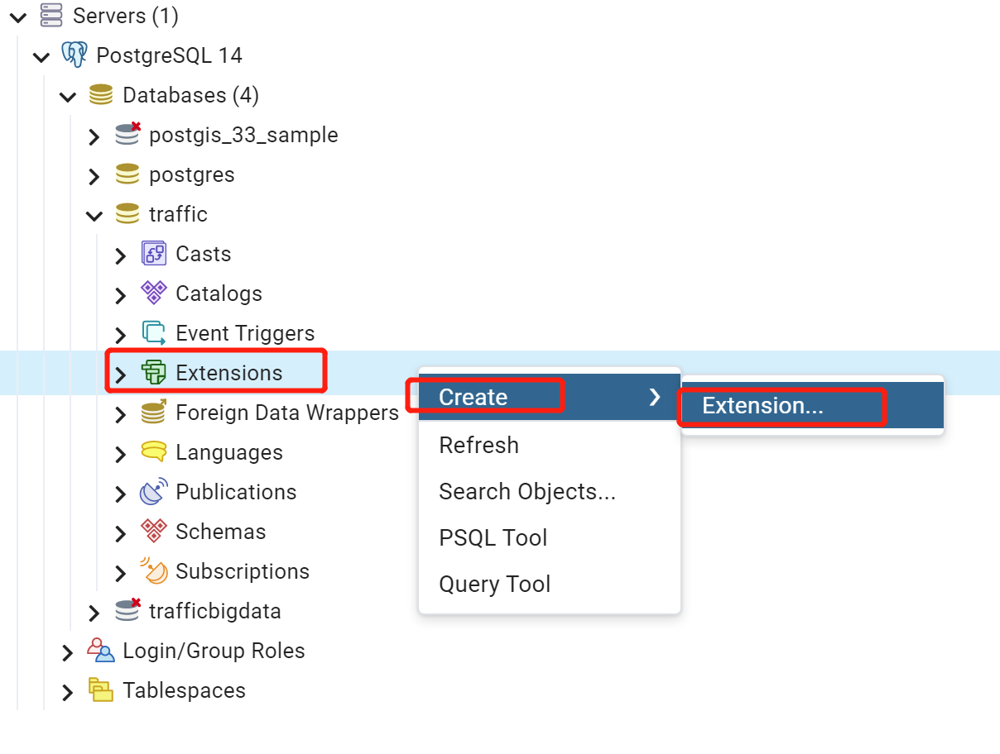 Servers (1)
PostgreSQL 14
Databases (4)
postgis_33_sample
postgres
traffic
Casts
Catalogs
Event Triggers
Extensions
Foreign Data Wrappers
Languages
Publications
Schemas
Subscriptions
trafficbigdata
Login/Group Roles
Tablespaces
Create
Refresh
Search Objects...
PSQL Tool
Query Tool
Extension...